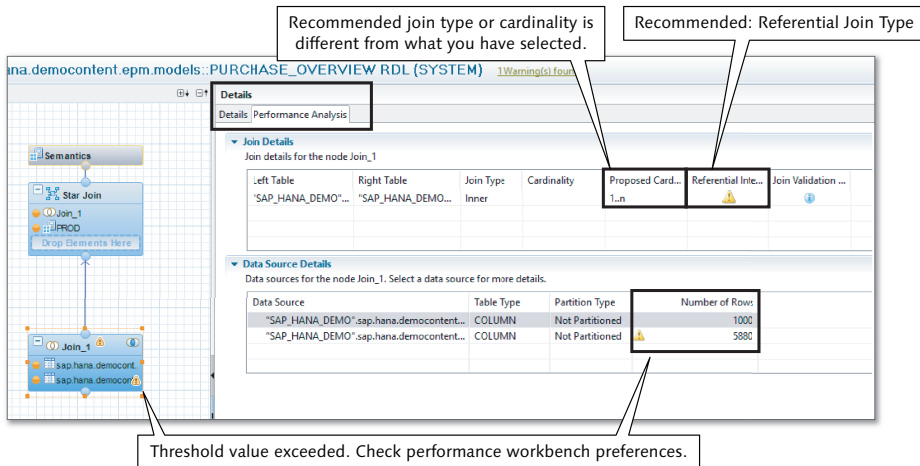 Recommended join type or cardinality is
different from what you have selected.
Recommended: Referential Join Type
ana.democontent.epm.models::PURCHASE_OVERVIEW RDL (SYSTEM) 1Warning(s) foun
Details
Details Performance Analysis
Semantics
Star Join
Join_1
PROD
Drop Elements Here
Join_1
sap.hana.democont.
sap.hana.democon
Join Details
Join details for the node Join_1
Left Table Right Table Join Type Cardinality Proposed Card... Referential Inte... Join Validation ...
"SAP_HANA_DEMO"... "SAP_HANA_DEMO... Inner 1..n
Data Source Details
Data sources for the node Join_1. Select a data source for more details.
Data Source Table Type Partition Type Number of Rows
"SAP_HANA_DEMO".sap.hana.democontent... COLUMN Not Partitioned 1000
"SAP_HANA_DEMO".sap.hana.democontent... COLUMN Not Partitioned 5880
Threshold value exceeded. Check performance workbench preferences.